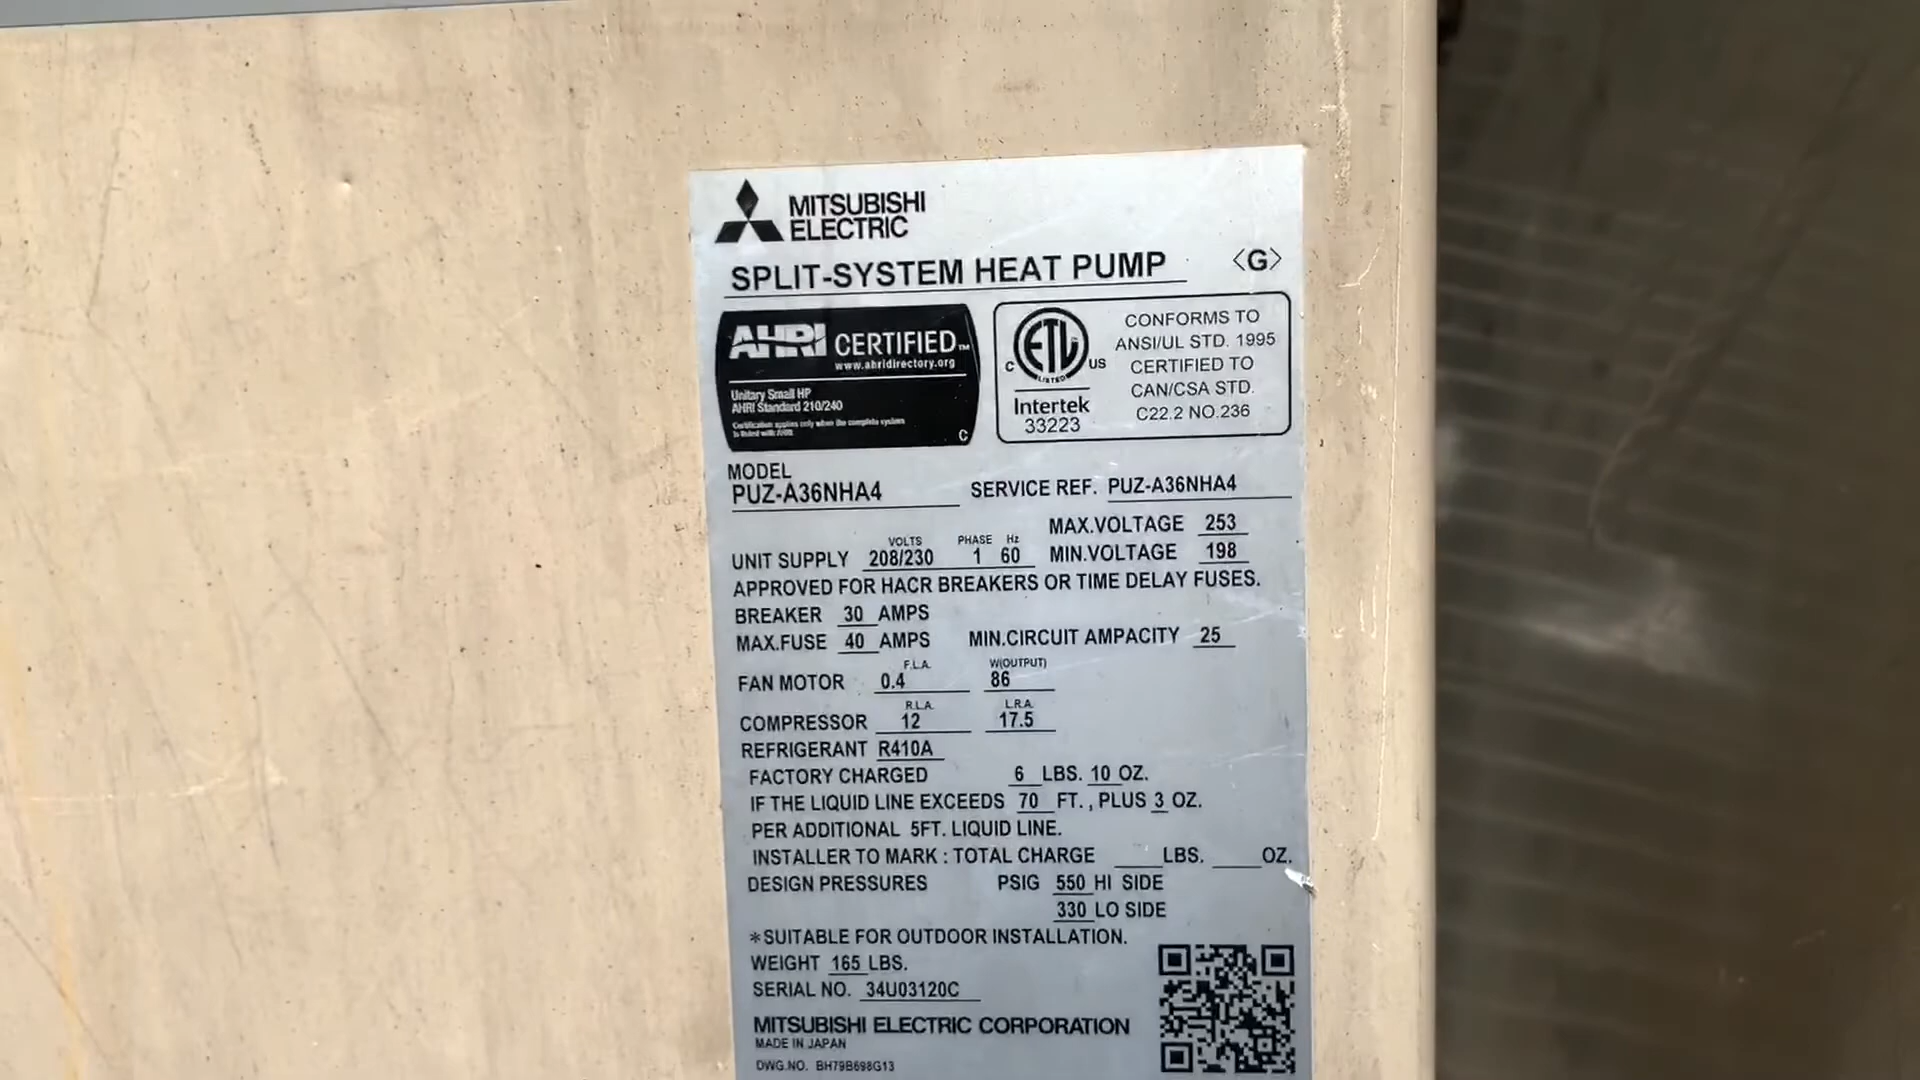 MITSUBISHI
ELECTRIC
SPLIT-SYSTEM HEAT PUMP <G>
AHRI CERTIFIED™
www.ahridirectory.org
Unitary Small HP
AHRI Standard 210/240
Certification applies only when the complete system
is listed with AHRI
C
C ETL US
LISTED
Intertek
33223
CONFORMS TO
ANSI/UL STD. 1995
CERTIFIED TO
CAN/CSA STD.
C22.2 NO.236
MODEL
PUZ-A36NHA4 SERVICE REF. PUZ-A36NHA4
MAX.VOLTAGE 253
VOLTS PHASE Hz
UNIT SUPPLY 208/230 1 60 MIN.VOLTAGE 198
APPROVED FOR HACR BREAKERS OR TIME DELAY FUSES.
BREAKER 30 AMPS
MAX.FUSE 40 AMPS MIN.CIRCUIT AMPACITY 25
F.L.A. W(OUTPUT)
FAN MOTOR 0.4 86
R.L.A. L.R.A.
COMPRESSOR 12 17.5
REFRIGERANT R410A
FACTORY CHARGED 6 LBS. 10 OZ.
IF THE LIQUID LINE EXCEEDS 70 FT., PLUS 3 OZ.
PER ADDITIONAL 5FT. LIQUID LINE.
INSTALLER TO MARK : TOTAL CHARGE ____LBS. ____OZ.
DESIGN PRESSURES PSIG 550 HI SIDE
330 LO SIDE
*SUITABLE FOR OUTDOOR INSTALLATION.
WEIGHT 165 LBS.
SERIAL NO. 34U03120C
MITSUBISHI ELECTRIC CORPORATION
MADE IN JAPAN
DWG.NO. BH79B698G13